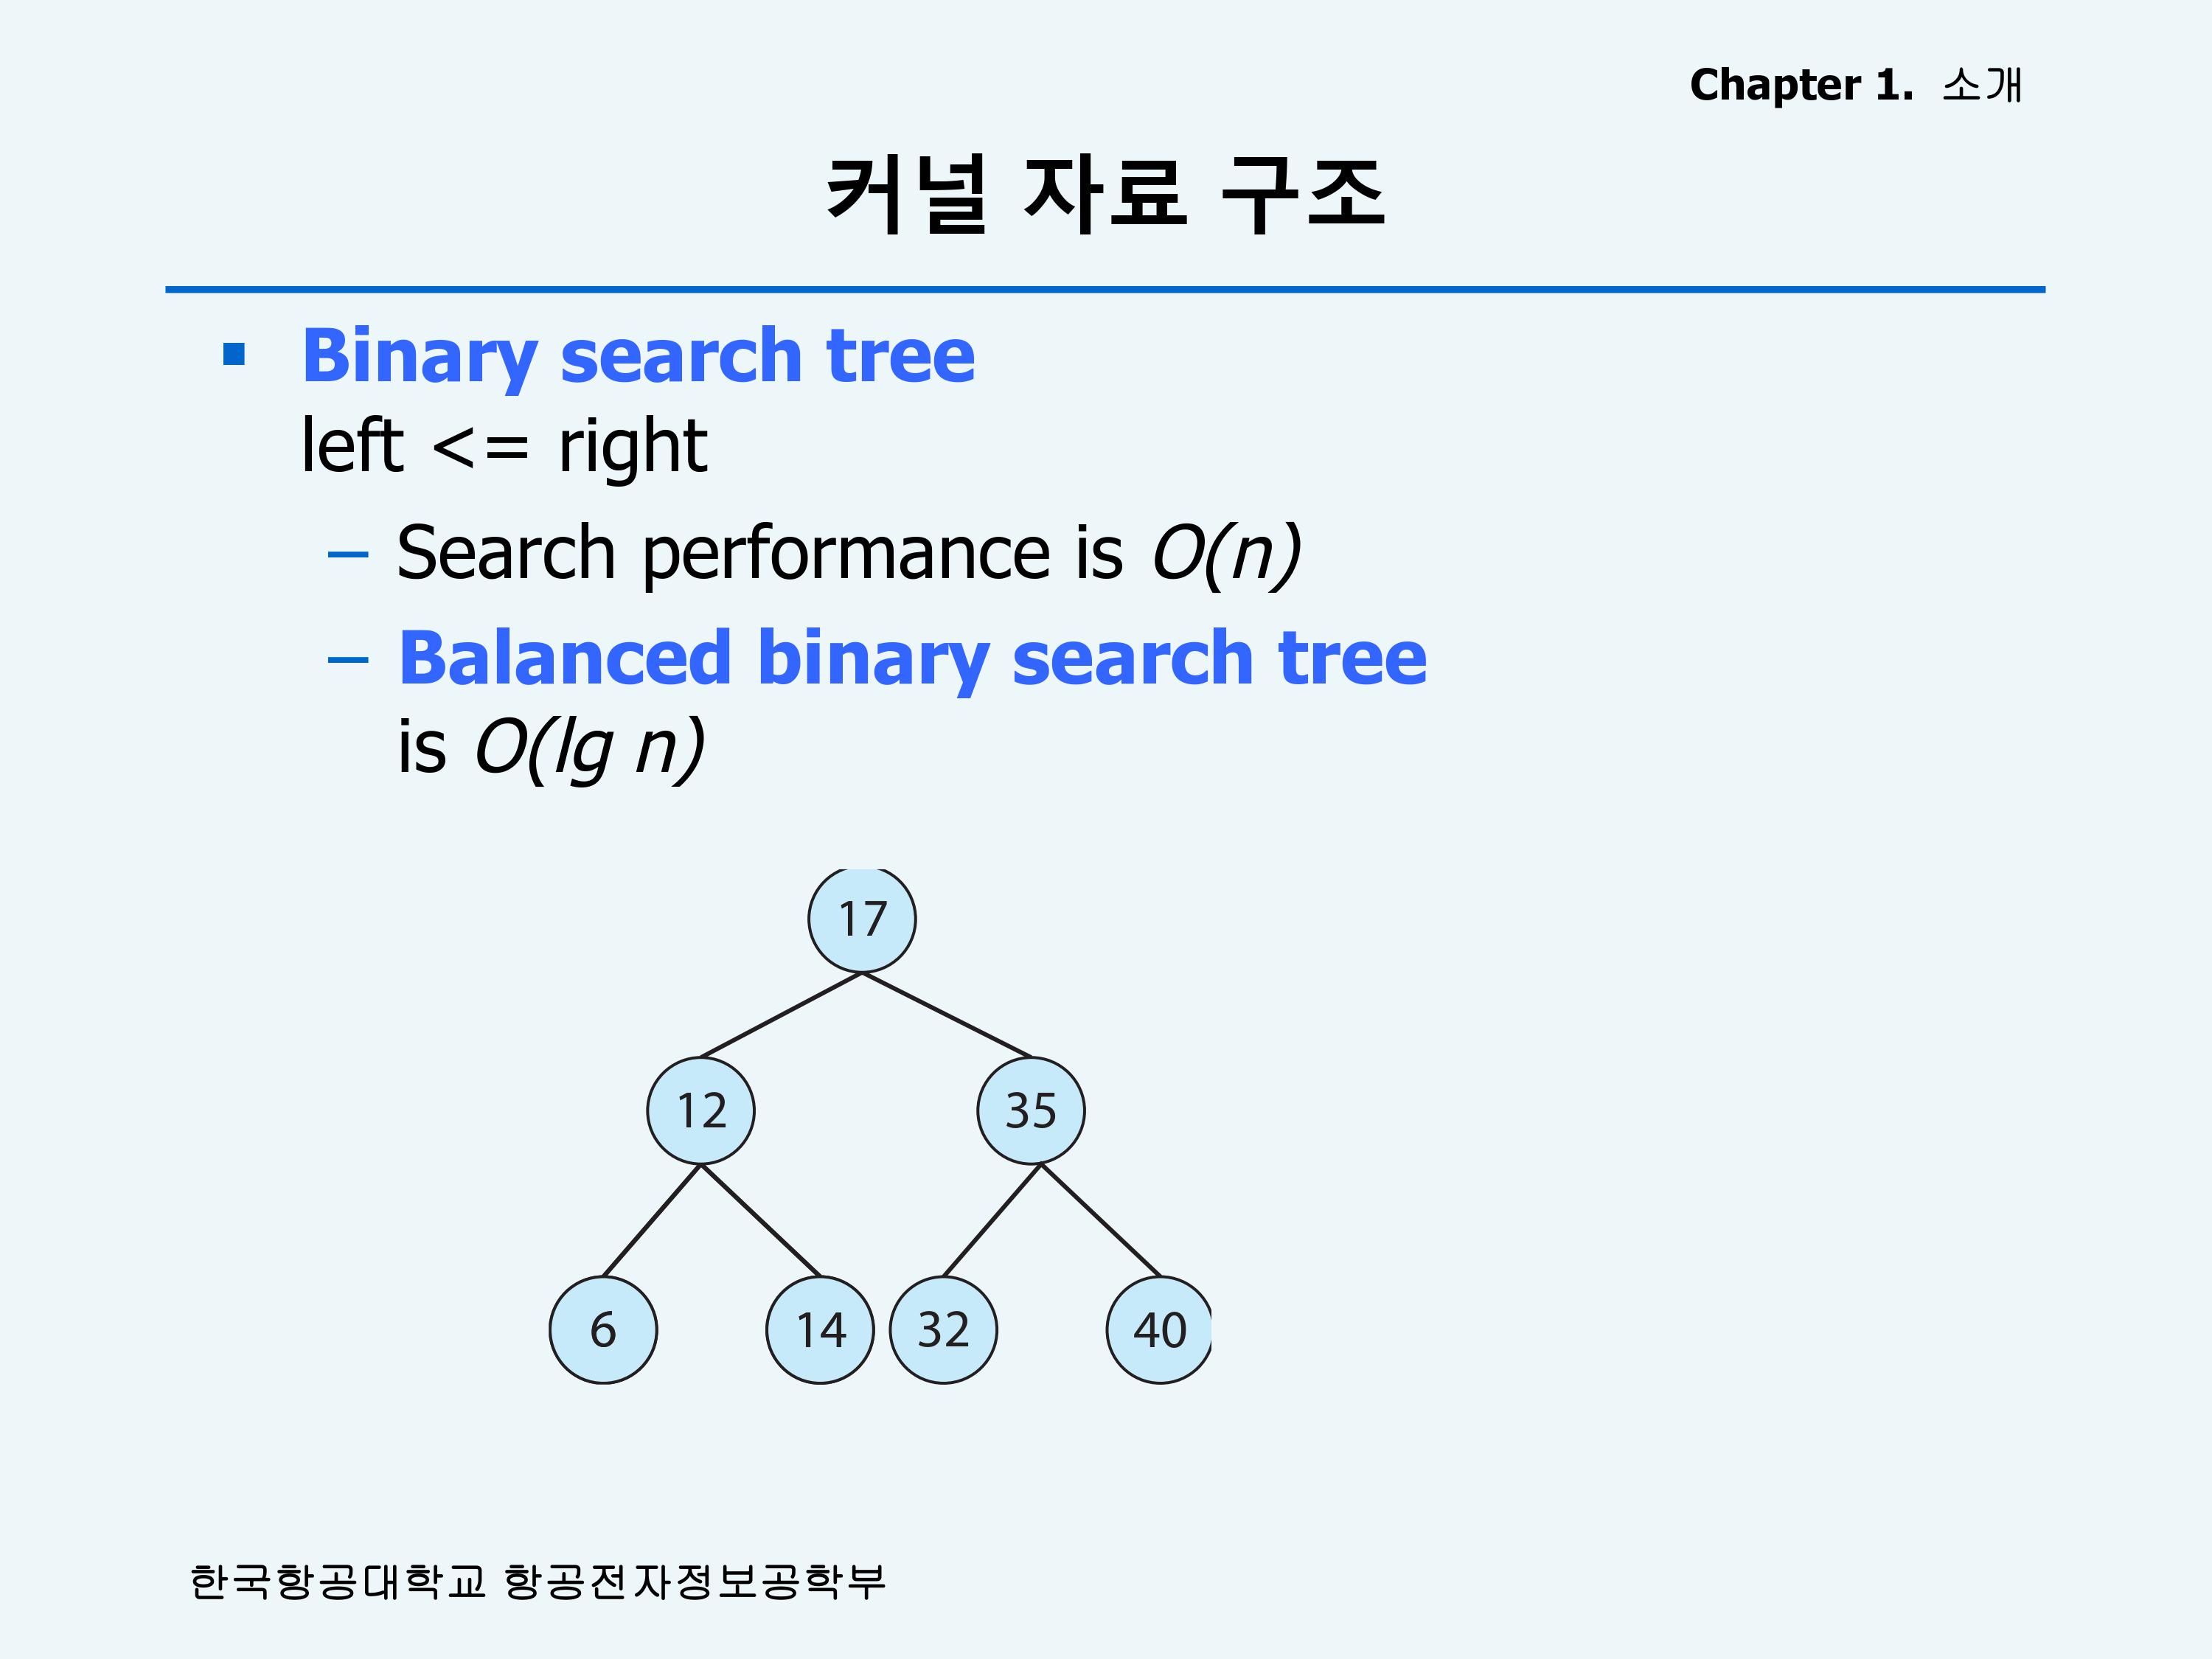 Chapter 1. 소개
커널 자료 구조
▪ Binary search tree
left <= right
– Search performance is O(n)
– Balanced binary search tree
is O(lg n)
17
12 35
6 14 32 40
한국항공대학교 항공전자정보공학부